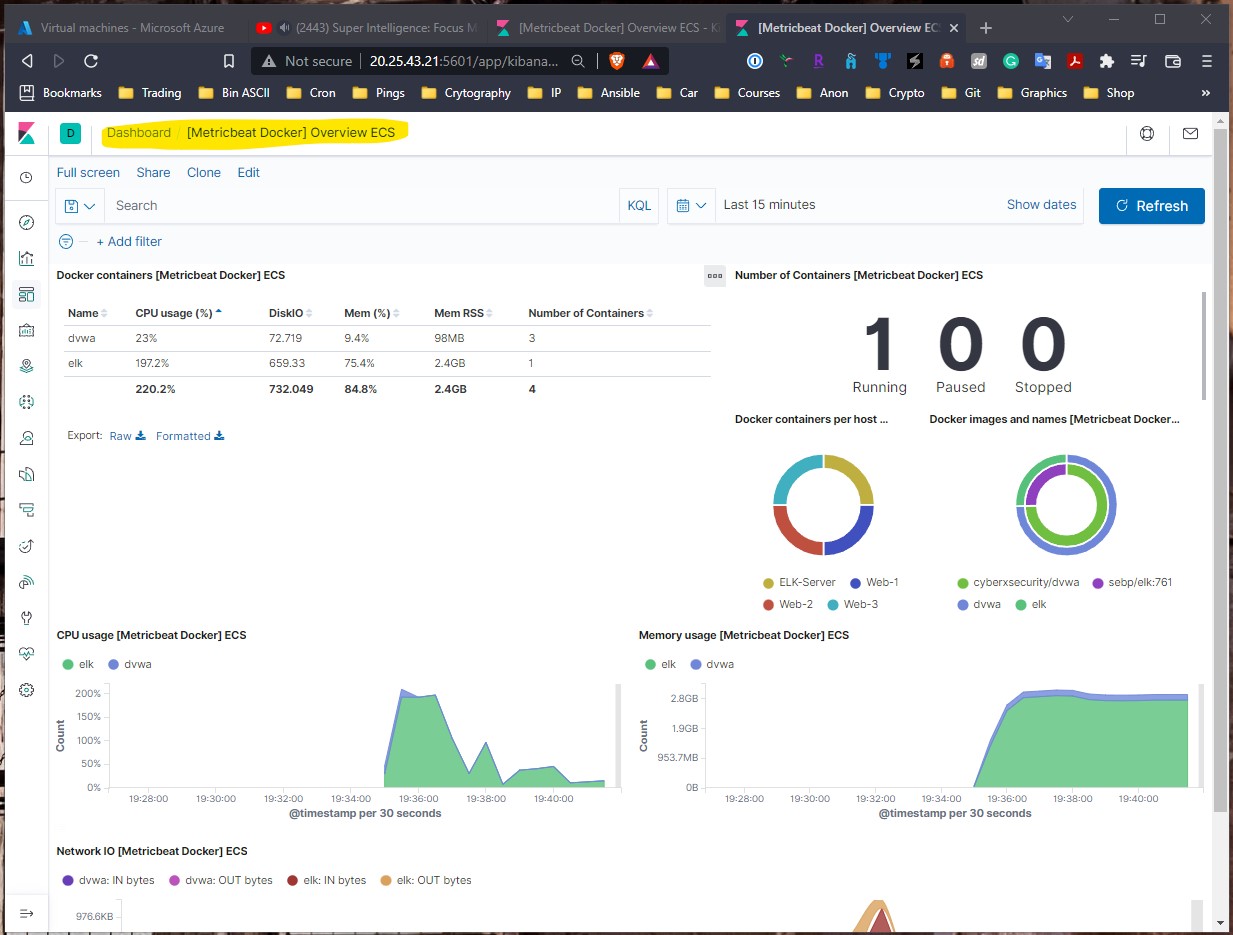 Virtual machines - Microsoft Azure
(2443) Super Intelligence: Focus M
[Metricbeat Docker] Overview ECS - K
[Metricbeat Docker] Overview EC
Not secure 20.25.43.21:5601/app/kibana...
Bookmarks Trading Bin ASCII Cron Pings Crytography IP Ansible Car Courses Anon Crypto Git Graphics Shop »
D Dashboard / [Metricbeat Docker] Overview ECS
Full screen Share Clone Edit
Search KQL Last 15 minutes Show dates Refresh
+ Add filter
Docker containers [Metricbeat Docker] ECS
Name CPU usage (%) DiskIO Mem (%) Mem RSS Number of Containers
dvwa 23% 72.719 9.4% 98MB 3
elk 197.2% 659.33 75.4% 2.4GB 1
220.2% 732.049 84.8% 2.4GB 4
Export: Raw Formatted
Number of Containers [Metricbeat Docker] ECS
1 0 0
Running Paused Stopped
Docker containers per host ...
ELK-Server Web-1
Web-2 Web-3
Docker images and names [Metricbeat Docker...
cyberxsecurity/dvwa sebp/elk:761
dvwa elk
CPU usage [Metricbeat Docker] ECS
elk dvwa
Count
200%
150%
100%
50%
0%
19:28:00 19:30:00 19:32:00 19:34:00 19:36:00 19:38:00 19:40:00
@timestamp per 30 seconds
Memory usage [Metricbeat Docker] ECS
elk dvwa
Count
2.8GB
1.9GB
953.7MB
0B
19:28:00 19:30:00 19:32:00 19:34:00 19:36:00 19:38:00 19:40:00
@timestamp per 30 seconds
Network IO [Metricbeat Docker] ECS
dvwa: IN bytes dvwa: OUT bytes elk: IN bytes elk: OUT bytes
976.6KB